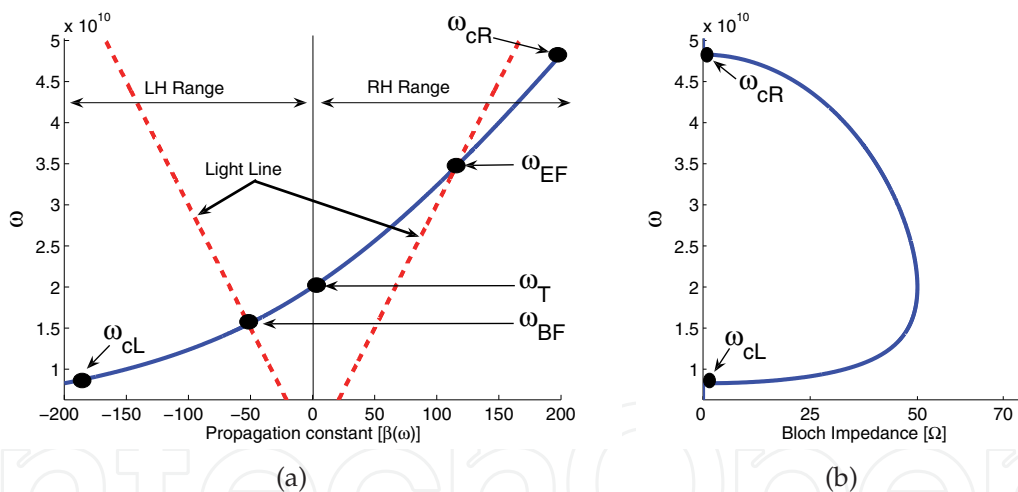 x 10^10
5
4.5
4
3.5
3
2.5
2
1.5
1
ω
−200 −150 −100 −50 0 50 100 150 200
Propagation constant [β(ω)]
LH Range
RH Range
Light Line
ω_cR
ω_EF
ω_T
ω_BF
ω_cL
(a)
x 10^10
5
4.5
4
3.5
3
2.5
2
1.5
1
ω
0 25 50 70
Bloch Impedance [Ω]
ω_cR
ω_cL
(b)